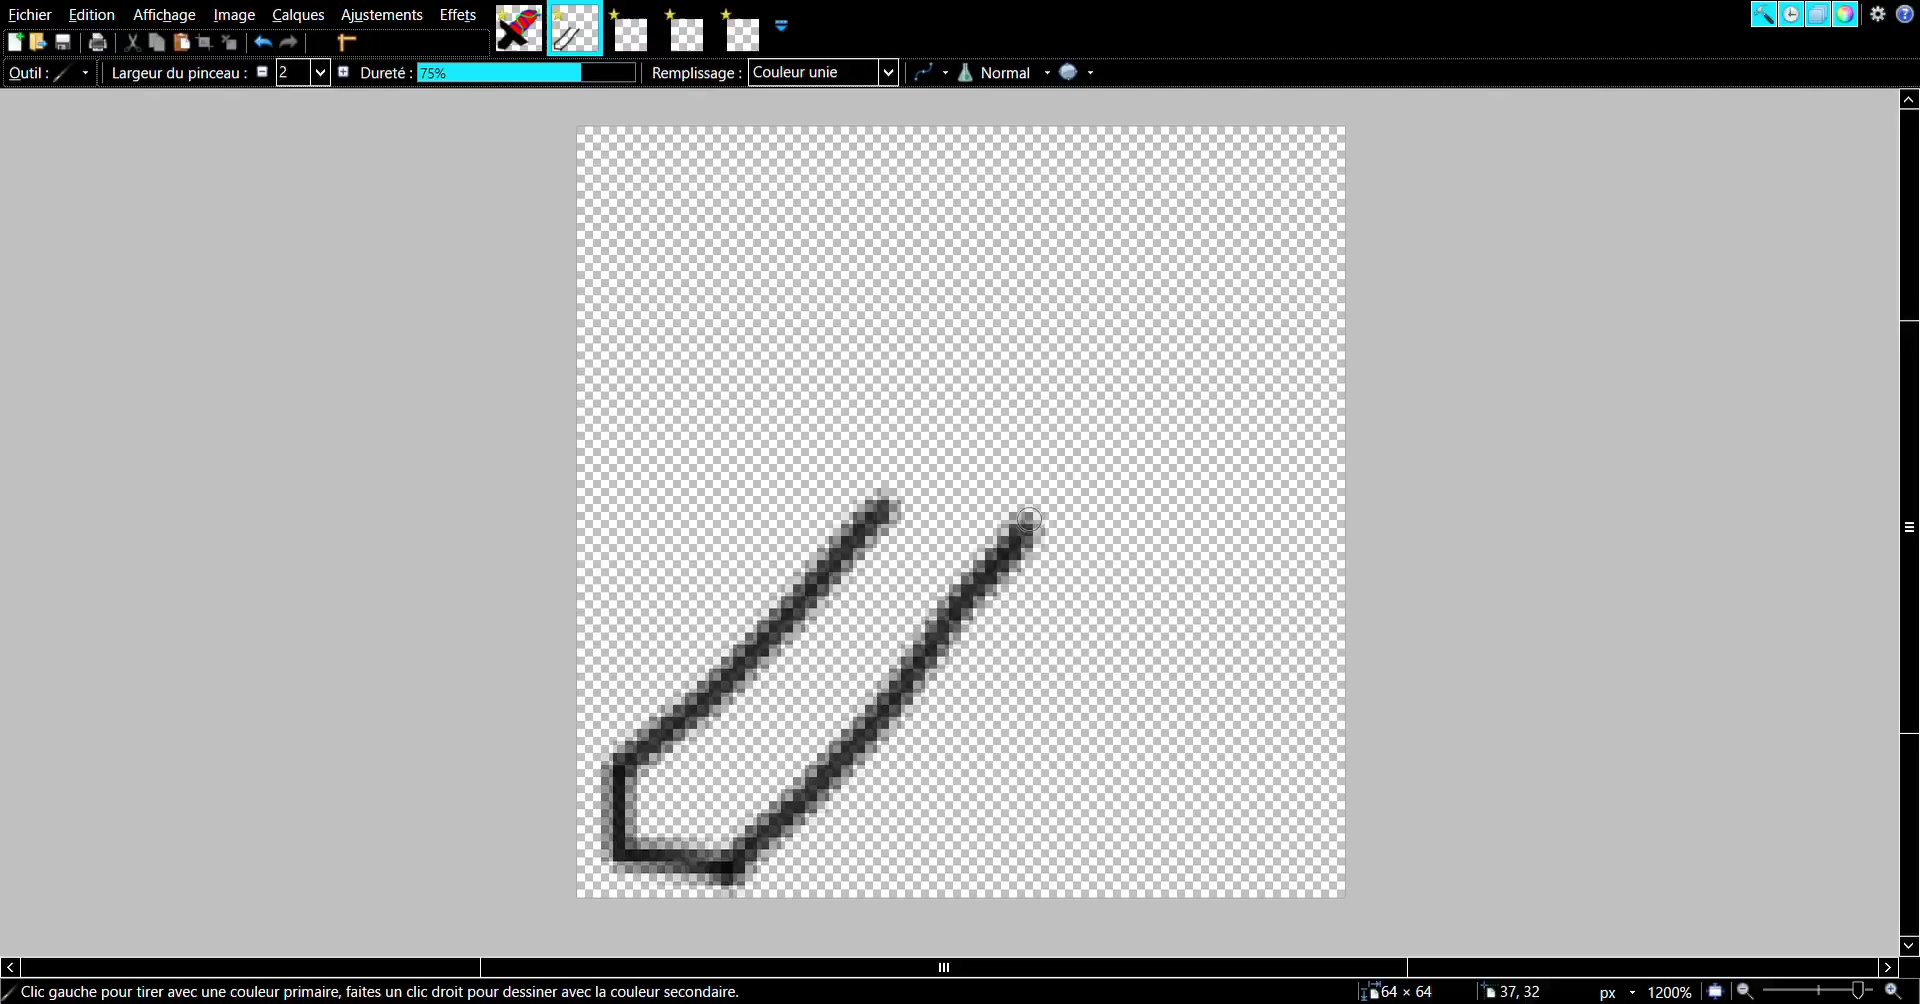 Fichier Edition Affichage Image Calques Ajustements Effets
Outil : Largeur du pinceau : 2 Dureté : 75% Remplissage : Couleur unie Normal
Clic gauche pour tirer avec une couleur primaire, faites un clic droit pour dessiner avec la couleur secondaire. 64 × 64 37, 32 px 1200%